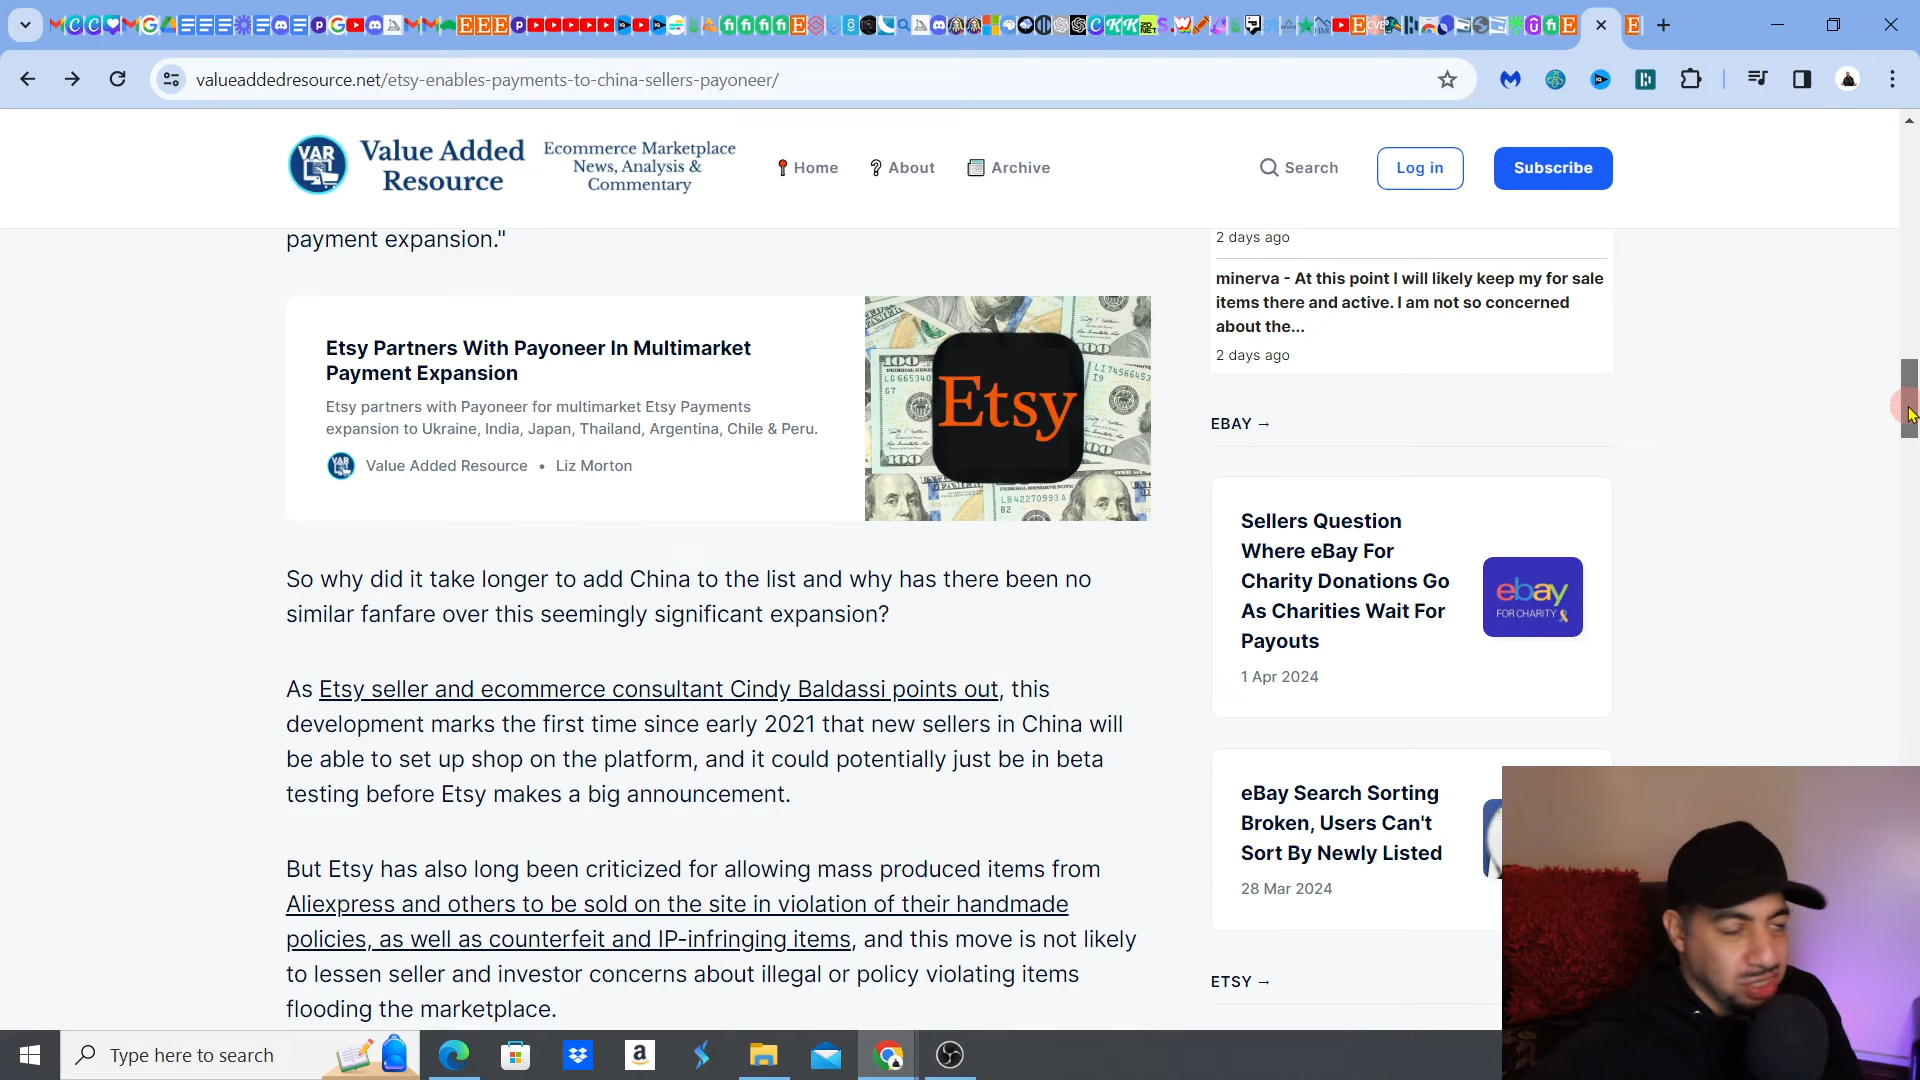 valueaddedresource.net/etsy-enables-payments-to-china-sellers-payoneer/
VAR
Value Added
Resource
Ecommerce Marketplace
News, Analysis &
Commentary
Home
About
Archive
Search
Log in
Subscribe
payment expansion."
Etsy Partners With Payoneer In Multimarket
Payment Expansion
Etsy partners with Payoneer for multimarket Etsy Payments
expansion to Ukraine, India, Japan, Thailand, Argentina, Chile & Peru.
VAR
Value Added Resource • Liz Morton
Etsy
So why did it take longer to add China to the list and why has there been no
similar fanfare over this seemingly significant expansion?
As Etsy seller and ecommerce consultant Cindy Baldassi points out, this
development marks the first time since early 2021 that new sellers in China will
be able to set up shop on the platform, and it could potentially just be in beta
testing before Etsy makes a big announcement.
But Etsy has also long been criticized for allowing mass produced items from
Aliexpress and others to be sold on the site in violation of their handmade
policies, as well as counterfeit and IP-infringing items, and this move is not likely
to lessen seller and investor concerns about illegal or policy violating items
flooding the marketplace.
2 days ago
minerva - At this point I will likely keep my for sale
items there and active. I am not so concerned
about the...
2 days ago
EBAY →
Sellers Question
Where eBay For
Charity Donations Go
As Charities Wait For
Payouts
1 Apr 2024
ebay
FOR CHARITY
eBay Search Sorting
Broken, Users Can't
Sort By Newly Listed
28 Mar 2024
ETSY →
Type here to search